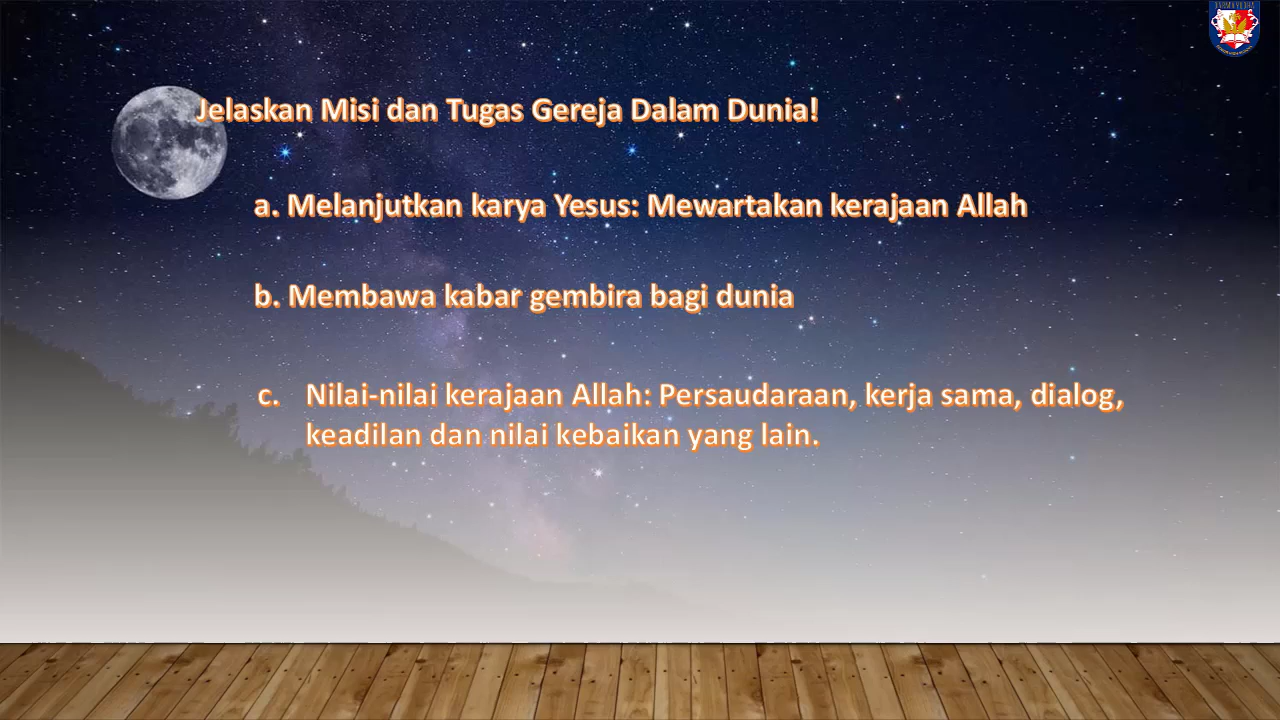 Jelaskan Misi dan Tugas Gereja Dalam Dunia!
a. Melanjutkan karya Yesus: Mewartakan kerajaan Allah
b. Membawa kabar gembira bagi dunia
c. Nilai-nilai kerajaan Allah: Persaudaraan, kerja sama, dialog,
keadilan dan nilai kebaikan yang lain.